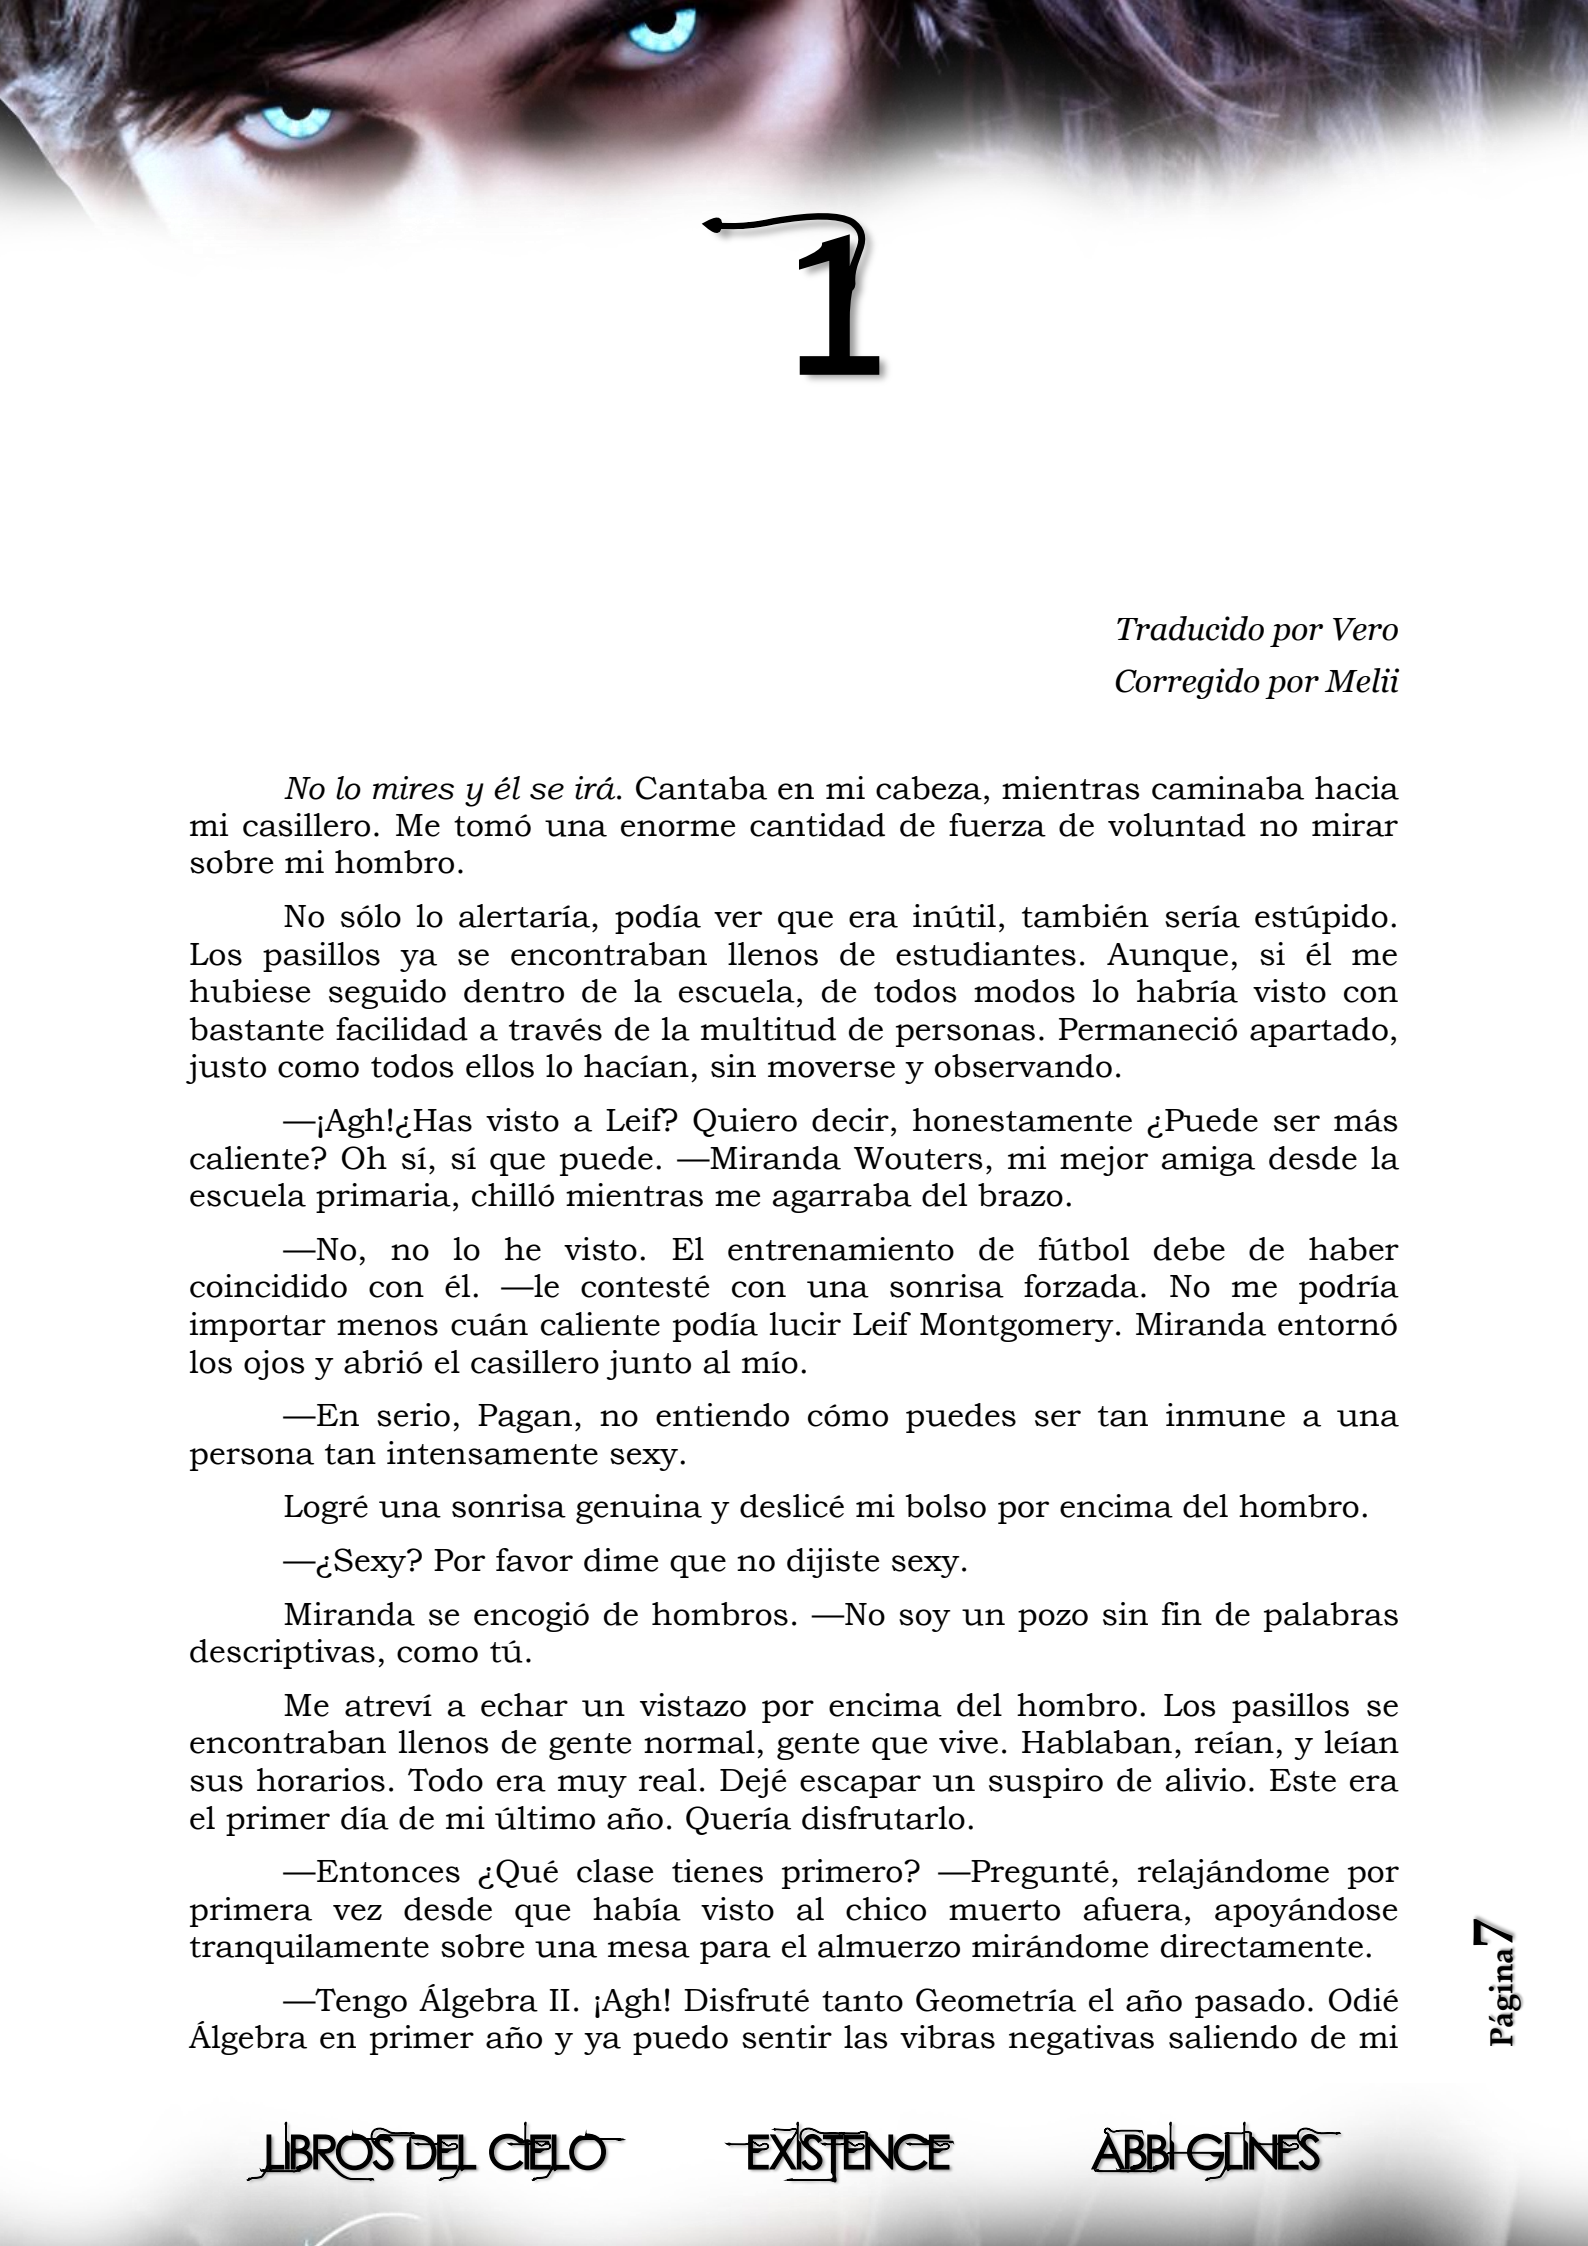 1
Traducido por Vero
Corregido por Melii
No lo mires y él se irá. Cantaba en mi cabeza, mientras caminaba hacia
mi casillero. Me tomó una enorme cantidad de fuerza de voluntad no mirar
sobre mi hombro.
No sólo lo alertaría, podía ver que era inútil, también sería estúpido.
Los pasillos ya se encontraban llenos de estudiantes. Aunque, si él me
hubiese seguido dentro de la escuela, de todos modos lo habría visto con
bastante facilidad a través de la multitud de personas. Permaneció apartado,
justo como todos ellos lo hacían, sin moverse y observando.
—¡Agh!¿Has visto a Leif? Quiero decir, honestamente ¿Puede ser más
caliente? Oh sí, sí que puede. —Miranda Wouters, mi mejor amiga desde la
escuela primaria, chilló mientras me agarraba del brazo.
—No, no lo he visto. El entrenamiento de fútbol debe de haber
coincidido con él. —le contesté con una sonrisa forzada. No me podría
importar menos cuán caliente podía lucir Leif Montgomery. Miranda entornó
los ojos y abrió el casillero junto al mío.
—En serio, Pagan, no entiendo cómo puedes ser tan inmune a una
persona tan intensamente sexy.
Logré una sonrisa genuina y deslicé mi bolso por encima del hombro.
—¿Sexy? Por favor dime que no dijiste sexy.
Miranda se encogió de hombros. —No soy un pozo sin fin de palabras
descriptivas, como tú.
Me atreví a echar un vistazo por encima del hombro. Los pasillos se
encontraban llenos de gente normal, gente que vive. Hablaban, reían, y leían
sus horarios. Todo era muy real. Dejé escapar un suspiro de alivio. Este era
el primer día de mi último año. Quería disfrutarlo.
—Entonces ¿Qué clase tienes primero? —Pregunté, relajándome por
primera vez desde que había visto al chico muerto afuera, apoyándose
tranquilamente sobre una mesa para el almuerzo mirándome directamente.
—Tengo Álgebra II. ¡Agh! Disfruté tanto Geometría el año pasado. Odié
Álgebra en primer año y ya puedo sentir las vibras negativas saliendo de mi
Página7
LIBROS DEL CIELO EXISTENCE ABBI GLINES